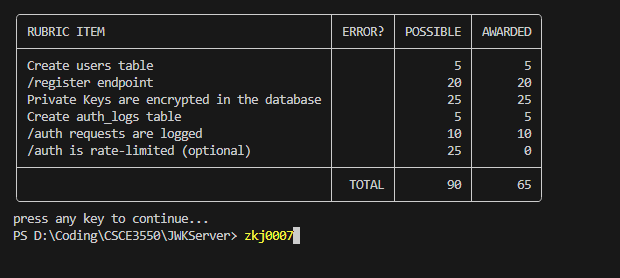 RUBRIC ITEM ERROR? POSSIBLE AWARDED
Create users table 5 5
/register endpoint 20 20
Private Keys are encrypted in the database 25 25
Create auth_logs table 5 5
/auth requests are logged 10 10
/auth is rate-limited (optional) 25 0
TOTAL 90 65
press any key to continue...
PS D:\Coding\CSCE3550\JWKServer> zkj0007